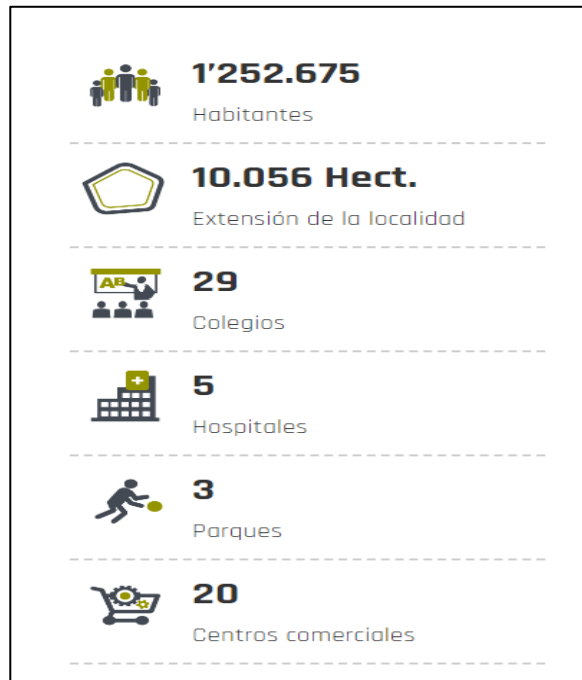 1'252.675
Habitantes
10.056 Hect.
Extensión de la localidad
AB
29
Colegios
5
Hospitales
3
Parques
20
Centros comerciales